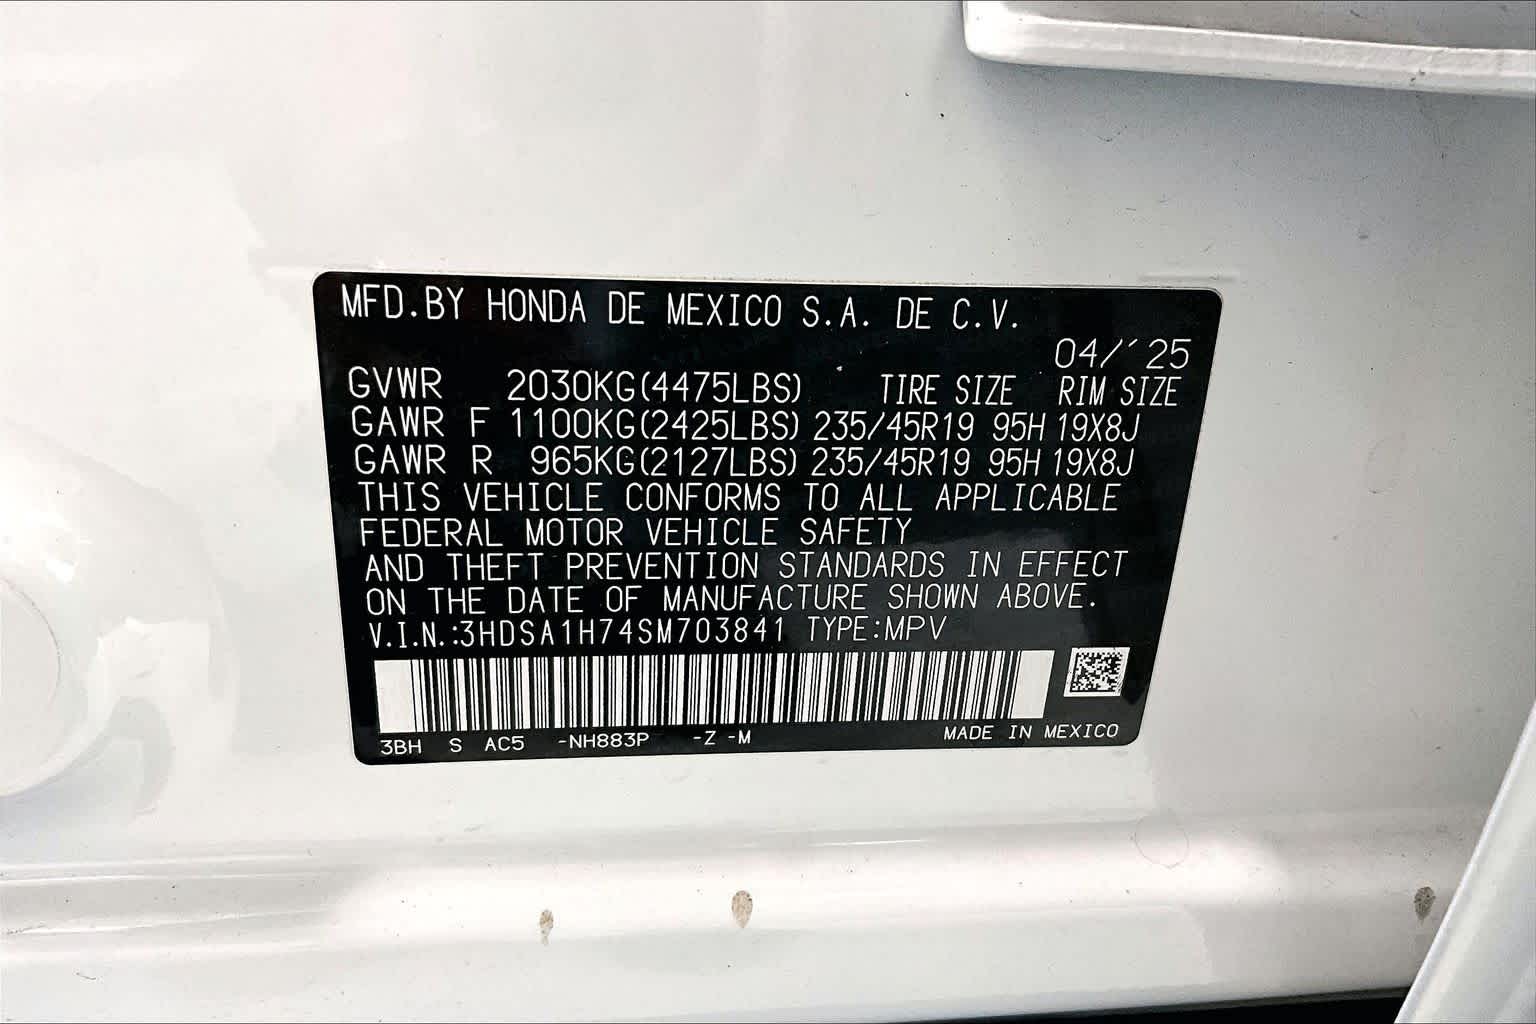 MFD.BY HONDA DE MEXICO S.A. DE C.V.
04/´25
GVWR 2030KG(4475LBS) TIRE SIZE RIM SIZE
GAWR F 1100KG(2425LBS) 235/45R19 95H 19X8J
GAWR R 965KG(2127LBS) 235/45R19 95H 19X8J
THIS VEHICLE CONFORMS TO ALL APPLICABLE
FEDERAL MOTOR VEHICLE SAFETY
AND THEFT PREVENTION STANDARDS IN EFFECT
ON THE DATE OF MANUFACTURE SHOWN ABOVE.
V.I.N.:3HDSA1H74SM703841 TYPE:MPV
3BH S AC5 -NH883P -Z -M MADE IN MEXICO